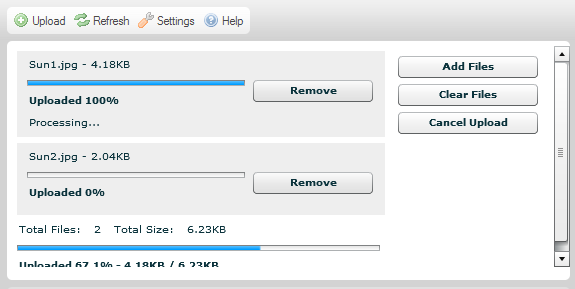 Upload Refresh Settings Help
Sun1.jpg - 4.18KB
Uploaded 100%
Processing...
Remove
Sun2.jpg - 2.04KB
Uploaded 0%
Remove
Total Files: 2 Total Size: 6.23KB
Uploaded 67.1% - 4.18KB / 6.23KB
Add Files
Clear Files
Cancel Upload